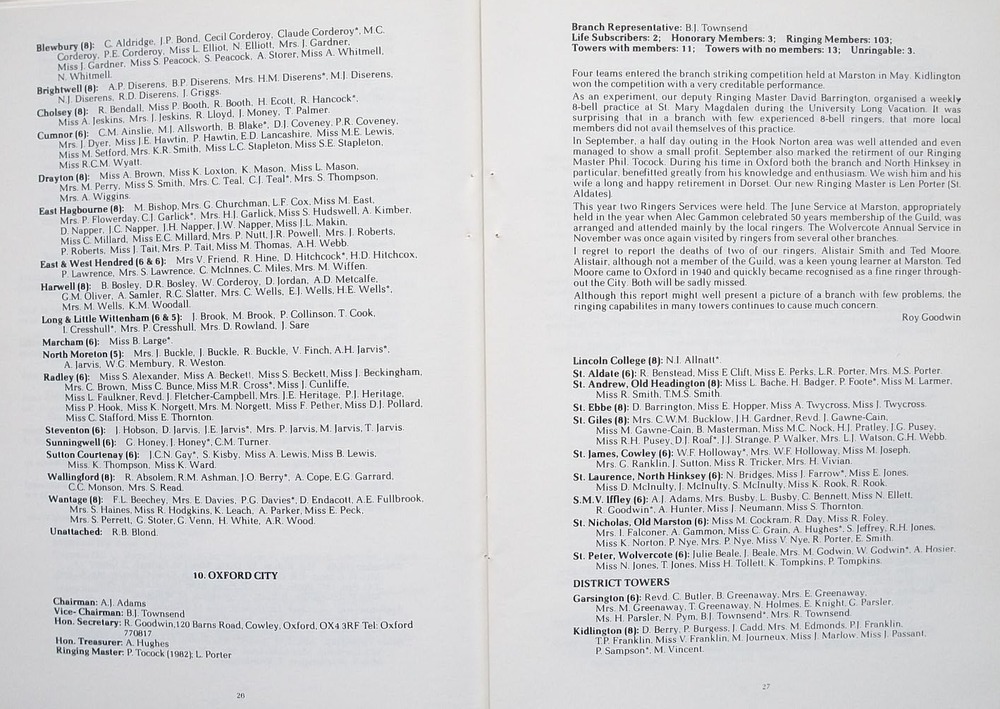 Blewbury (8): C. Aldridge, J.P. Bond, Cecil Corderoy, Claude Corderoy*, M.C.
Corderoy, P.E. Corderoy, Miss L. Elliot, N. Elliott, Mrs. J. Gardner,
Miss J. Gardner, Miss S. Peacock, S. Peacock, A. Storer, Miss A. Whitmell,
N. Whitmell.
Brightwell (8): A.P. Diserens, B.P. Diserens, Mrs. H.M. Diserens*, M.J. Diserens,
N.J. Diserens, R.D. Diserens, J. Griggs.
Cholsey (8): R. Bendall, Miss P. Booth, R. Booth, H. Ecott, R. Hancock*,
Miss A. Jeskins, Mrs. J. Jeskins, R. Lloyd, J. Money, T. Palmer.
Cumnor (6): C.M. Ainslie, M.J. Allsworth, B. Blake*, D.J. Coveney, P.R. Coveney,
Mrs. J. Dyer, Miss J.E. Hawtin, P. Hawtin, E.D. Lancashire, Miss M.E. Lewis,
Miss M. Setford, Mrs. K.R. Smith, Miss L.C. Stapleton, Miss S.E. Stapleton,
Miss R.C.M. Wyatt.
Drayton (8): Miss A. Brown, Miss K. Loxton, K. Mason, Miss L. Mason,
Mrs. M. Perry, Miss S. Smith, Mrs. C. Teal, C.J. Teal*, Mrs. S. Thompson,
Mrs. A. Wiggins.
East Hagbourne (8): M. Bishop, Mrs. G. Churchman, L.F. Cox, Miss M. East,
Mrs. P. Flowerday, C.J. Garlick*, Mrs. H.J. Garlick, Miss S. Hudswell, A. Kimber,
D. Napper, J.C. Napper, J.H. Napper, J.W. Napper, Miss J.L. Makin,
Miss C. Millard, Miss E.C. Millard, Mrs. P. Nutt, J.R. Powell, Mrs. J. Roberts,
P. Roberts, Miss J. Tait, Mrs. P. Tait, Miss M. Thomas, A.H. Webb.
East & West Hendred (6 & 6): Mrs V. Friend, R. Hine, D. Hitchcock*, H.D. Hitchcox,
P. Lawrence, Mrs. S. Lawrence, C. McInnes, C. Miles, Mrs. M. Wiffen.
Harwell (8): B. Bosley, D.R. Bosley, W. Corderoy, D. Jordan, A.D. Metcalfe,
G.M. Oliver, A. Samler, R.C. Slatter, Mrs. C. Wells, E.J. Wells, H.E. Wells*,
Mrs. M. Wells, K.M. Woodall.
Long & Little Wittenham (6 & 5): J. Brook, M. Brook, P. Collinson, T. Cook,
I. Cresshull*, Mrs. P. Cresshull, Mrs. D. Rowland, J. Sare
Marcham (6): Miss B. Large*.
North Moreton (5): Mrs. J. Buckle, J. Buckle, R. Buckle, V. Finch, A.H. Jarvis*,
A. Jarvis, W.G. Membury, R. Weston.
Radley (6): Miss S. Alexander, Miss A. Beckett, Miss S. Beckett, Miss J. Beckingham,
Mrs. C. Brown, Miss C. Bunce, Miss M.R. Cross*, Miss J. Cunliffe,
Miss L. Faulkner, Revd. J. Fletcher-Campbell, Mrs. J.E. Heritage, P.J. Heritage,
Miss P. Hook, Miss K. Norgett, Mrs. M. Norgett, Miss F. Pether, Miss D.J. Pollard,
Miss C. Stafford, Miss E. Thornton.
Steventon (6): J. Hobson, D. Jarvis, J.E. Jarvis*, Mrs. P. Jarvis, M. Jarvis, T. Jarvis.
Sunningwell (6): G. Honey, J. Honey*, C.M. Turner.
Sutton Courtenay (6): J.C.N. Gay*, S. Kisby, Miss A. Lewis, Miss B. Lewis,
Miss. K. Thompson, Miss K. Ward.
Wallingford (8): R. Absolem, R.M. Ashman, J.O. Berry*, A. Cope, E.G. Garrard,
C.C. Monson, Mrs. S. Read.
Wantage (8): F.L. Beechey, Mrs. E. Davies, P.G. Davies*, D. Endacott, A.E. Fullbrook,
Mrs. S. Haines, Miss R. Hodgkins, K. Leach, A. Parker, Miss E. Peck,
Mrs. S. Perrett, G. Stoter, G. Venn, H. White, A.R. Wood.
Unattached: R.B. Blond.
10. OXFORD CITY
Chairman: A.J. Adams
Vice- Chairman: B.J. Townsend
Hon. Secretary: R. Goodwin, 120 Barns Road, Cowley, Oxford, OX4 3RF Tel: Oxford
770817
Hon. Treasurer: A. Hughes
Ringing Master: P. Tocock (1982); L. Porter
26
Branch Representative: B.J. Townsend
Life Subscribers: 2; Honorary Members: 3; Ringing Members: 103;
Towers with members: 11; Towers with no members: 13; Unringable: 3.
Four teams entered the branch striking competition held at Marston in May. Kidlington
won the competition with a very creditable performance.
As an experiment, our deputy Ringing Master David Barrington, organised a weekly
8-bell practice at St. Mary Magdalen during the University Long Vacation. It was
surprising that in a branch with few experienced 8-bell ringers, that more local
members did not avail themselves of this practice.
In September, a half day outing in the Hook Norton area was well attended and even
managed to show a small profit. September also marked the retirment of our Ringing
Master Phil. Tocock. During his time in Oxford both the branch and North Hinksey in
particular, benefitted greatly from his knowledge and enthusiasm. We wish him and his
wife a long and happy retirement in Dorset. Our new Ringing Master is Len Porter (St.
Aldates).
This year two Ringers Services were held. The June Service at Marston, appropriately
held in the year when Alec Gammon celebrated 50 years membership of the Guild, was
arranged and attended mainly by the local ringers. The Wolvercote Annual Service in
November was once again visited by ringers from several other branches.
I regret to report the deaths of two of our ringers, Alistair Smith and Ted Moore.
Alistair, although not a member of the Guild, was a keen young learner at Marston. Ted
Moore came to Oxford in 1940 and quickly became recognised as a fine ringer through-
out the City. Both will be sadly missed.
Although this report might well present a picture of a branch with few problems, the
ringing capabilites in many towers continues to cause much concern.
Roy Goodwin
Lincoln College (8): N.J. Allnatt*.
St. Aldate (6): R. Benstead, Miss E Clift, Miss E. Perks, L.R. Porter, Mrs. M.S. Porter.
St. Andrew, Old Headington (8): Miss L. Bache, H. Badger, P. Foote*, Miss M. Larmer,
Miss R. Smith, T.M.S. Smith.
St. Ebbe (8): D. Barrington, Miss E. Hopper, Miss A. Twycross, Miss J. Twycross.
St. Giles (8): Mrs. C.W.M. Bucklow, J.H. Gardner, Revd. J. Gawne-Cain,
Miss M. Gawne-Cain, B. Masterman, Miss M.C. Nock, H.J. Pratley, J.G. Pusey,
Miss R.H. Pusey, D.J. Roaf*, J.J. Strange, P. Walker, Mrs. L.J. Watson, G.H. Webb.
St. James, Cowley (6): W.F. Holloway*, Mrs. W.F. Holloway, Miss M. Joseph,
Mrs. G. Ranklin, J. Sutton, Miss R. Tricker, Mrs. H. Vivian.
St. Laurence, North Hinksey (6): N. Bridges, Miss J. Farrow*, Miss E. Jones,
Miss D. McInulty, J. McInulty, S. McInulty, Miss K. Rook, R. Rook.
S.M.V. Iffley (6): A.J. Adams, Mrs. Busby, L. Busby, C. Bennett, Miss N. Ellett,
R. Goodwin*, A. Hunter, Miss J. Neumann, Miss S. Thornton.
St. Nicholas, Old Marston (6): Miss M. Cockram, R. Day, Miss R. Foley,
Mrs. I. Falconer, A. Gammon, Miss C. Grain, A. Hughes*, S. Jeffrey, R.H. Jones,
Miss K. Norton, P. Nye, Mrs. P. Nye, Miss V. Nye, R. Porter, E. Smith.
St. Peter, Wolvercote (6): Julie Beale, J. Beale, Mrs. M. Godwin, W. Godwin*, A. Hosier,
Miss N. Jones, T. Jones, Miss H. Tollett, K. Tompkins, P. Tompkins.
DISTRICT TOWERS
Garsington (6): Revd. C. Butler, B. Greenaway, Mrs. E. Greenaway,
Mrs. M. Greenaway, T. Greenaway, N. Holmes, E. Knight, G. Parsler,
Ms. H. Parsler, N. Pym, B.J. Townsend*, Mrs. R. Townsend.
Kidlington (8): D. Berry, P. Burgess, J. Cadd, Mrs. M. Edmonds, P.J. Franklin,
T.P. Franklin, Miss V. Franklin, M. Journeux, Miss J. Marlow, Miss J. Passant,
P. Sampson*, M. Vincent.
27